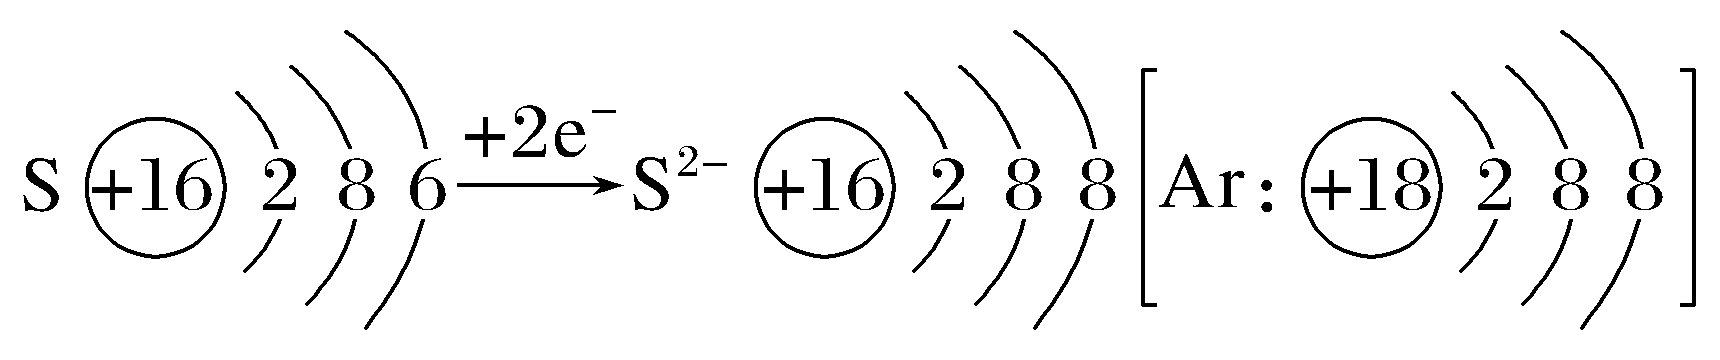 S +16 2 8 6 +2e⁻ → S²⁻ +16 2 8 8 [Ar: +18 2 8 8]